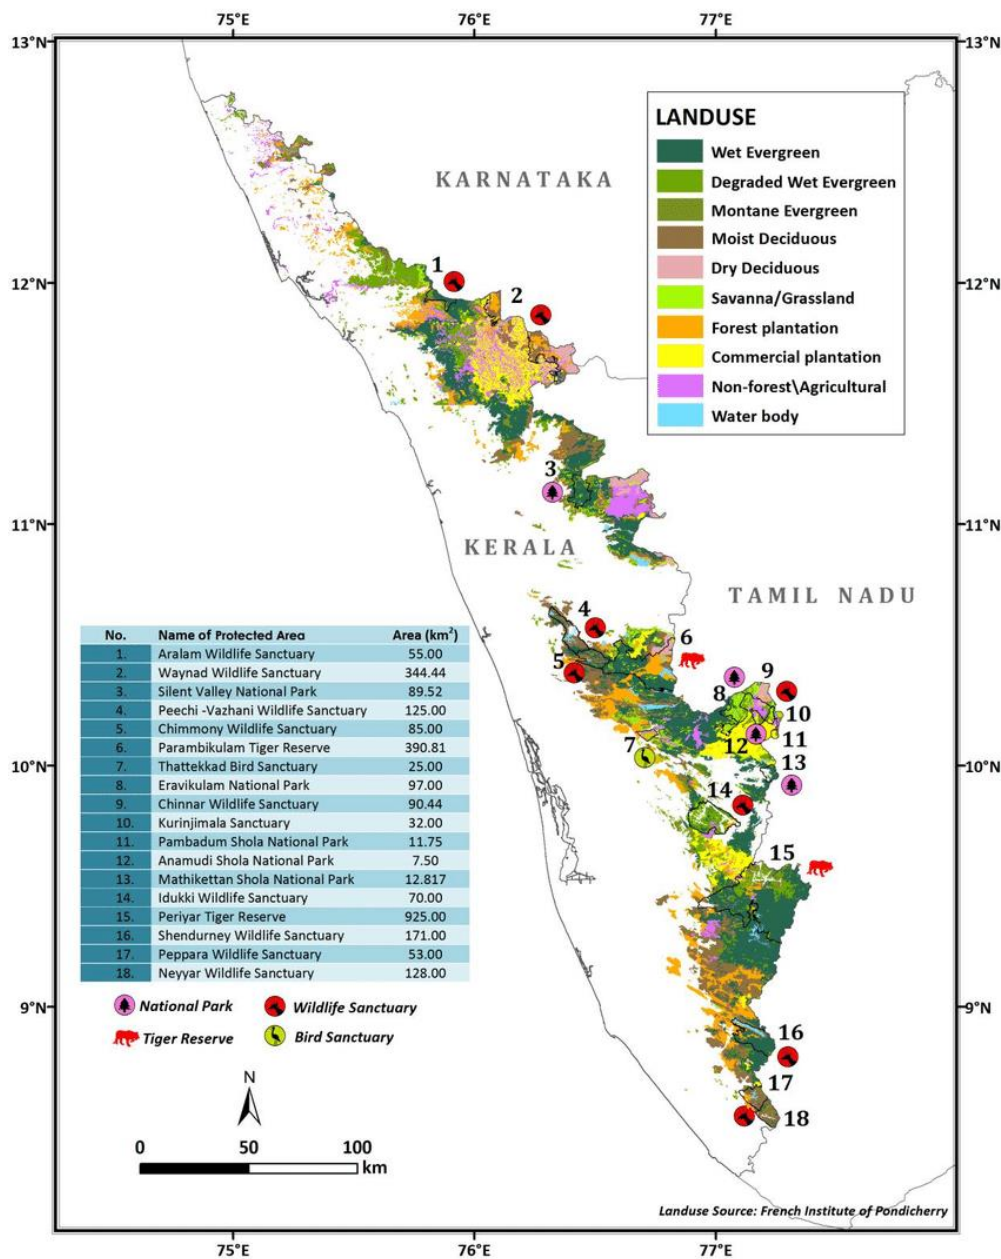 75°E 76°E 77°E
13°N 13°N
LANDUSE
Wet Evergreen
Degraded Wet Evergreen
Montane Evergreen
Moist Deciduous
Dry Deciduous
Savanna/Grassland
Forest plantation
Commercial plantation
Non-forest\Agricultural
Water body
KARNATAKA
12°N 12°N
1
2
3
11°N 11°N
KERALA
TAMIL NADU
4
5
6
7
8
9
10
11
12
13
10°N 10°N
14
15
No. Name of Protected Area Area (km²)
1. Aralam Wildlife Sanctuary 55.00
2. Waynad Wildlife Sanctuary 344.44
3. Silent Valley National Park 89.52
4. Peechi -Vazhani Wildlife Sanctuary 125.00
5. Chimmony Wildlife Sanctuary 85.00
6. Parambikulam Tiger Reserve 390.81
7. Thattekkad Bird Sanctuary 25.00
8. Eravikulam National Park 97.00
9. Chinnar Wildlife Sanctuary 90.44
10. Kurinjimala Sanctuary 32.00
11. Pambadum Shola National Park 11.75
12. Anamudi Shola National Park 7.50
13. Mathikettan Shola National Park 12.817
14. Idukki Wildlife Sanctuary 70.00
15. Periyar Tiger Reserve 925.00
16. Shendurney Wildlife Sanctuary 171.00
17. Peppara Wildlife Sanctuary 53.00
18. Neyyar Wildlife Sanctuary 128.00
9°N 9°N
National Park Wildlife Sanctuary
Tiger Reserve Bird Sanctuary
16
17
18
N
0 50 100
km
Landuse Source: French Institute of Pondicherry
75°E 76°E 77°E